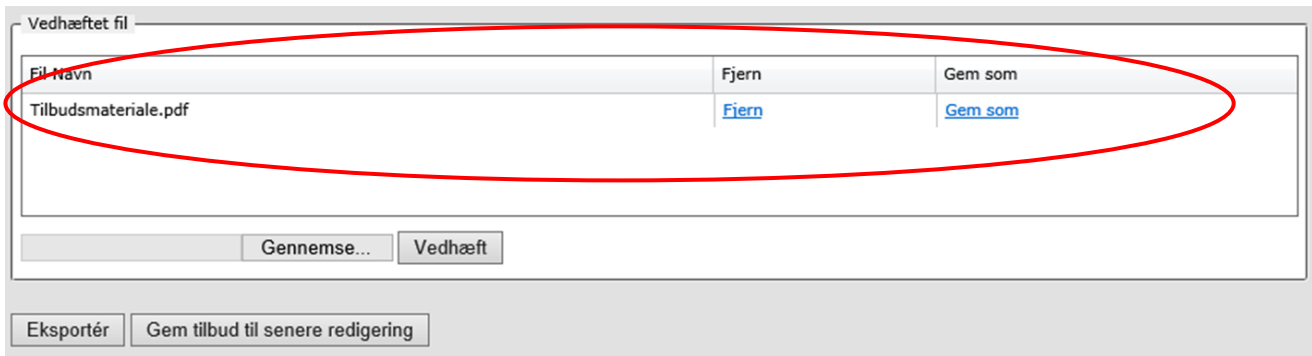 Vedhæftet fil
Fil Navn Fjern Gem som
Tilbudsmateriale.pdf Fjern Gem som
Gennemse... Vedhæft
Eksportér Gem tilbud til senere redigering